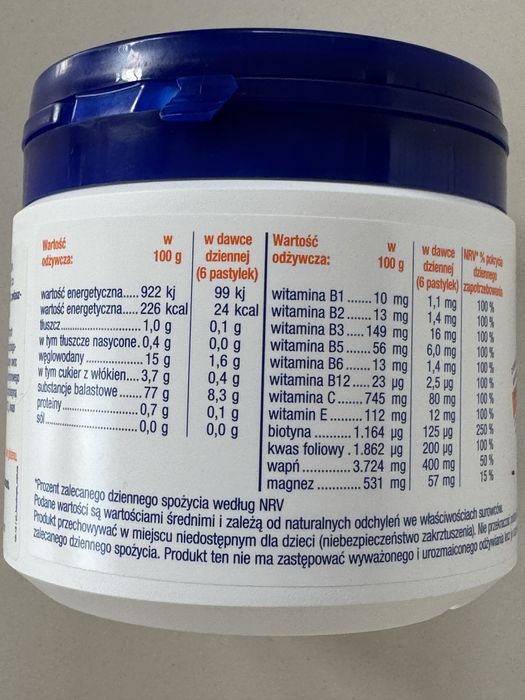 Wartość odżywcza: w 100 g w dawce dziennej (6 pastylek)
wartość energetyczna..... 922 kj 99 kj
wartość energetyczna..... 226 kcal 24 kcal
tłuszcz..................... 1,0 g 0,1 g
w tym tłuszcze nasycone. 0,4 g 0,0 g
węglowodany................ 15 g 1,6 g
w tym cukier z włókien.... 3,7 g 0,4 g
substancje balastowe....... 77 g 8,3 g
proteiny..................... 0,7 g 0,1 g
sól........................... 0,0 g 0,0 g
Wartość odżywcza: w 100 g w dawce dziennej (6 pastylek) NRV* % pokrycia dziennego zapotrzebowania
witamina B1....... 10 mg 1,1 mg 100 %
witamina B2....... 13 mg 1,4 mg 100 %
witamina B3..... 149 mg 16 mg 100 %
witamina B5....... 56 mg 6,0 mg 100 %
witamina B6....... 13 mg 1,4 mg 100 %
witamina B12..... 23 µg 2,5 µg 100 %
witamina C...... 745 mg 80 mg 100 %
witamin E........ 112 mg 12 mg 100 %
biotyna........... 1.164 µg 125 µg 250 %
kwas foliowy. 1.862 µg 200 µg 100 %
wapń............. 3.724 mg 400 mg 50 %
magnez............ 531 mg 57 mg 15 %
*Procent zalecanego dziennego spożycia według NRV
Podane wartości są wartościami średnimi i zależą od naturalnych odchyleń we właściwościach surowców.
Produkt przechowywać w miejscu niedostępnym dla dzieci (niebezpieczeństwo zakrztuszenia). Nie przekraczać
zalecanego dziennego spożycia. Produkt ten nie ma zastępować wyważonego i urozmaiconego odżywiania